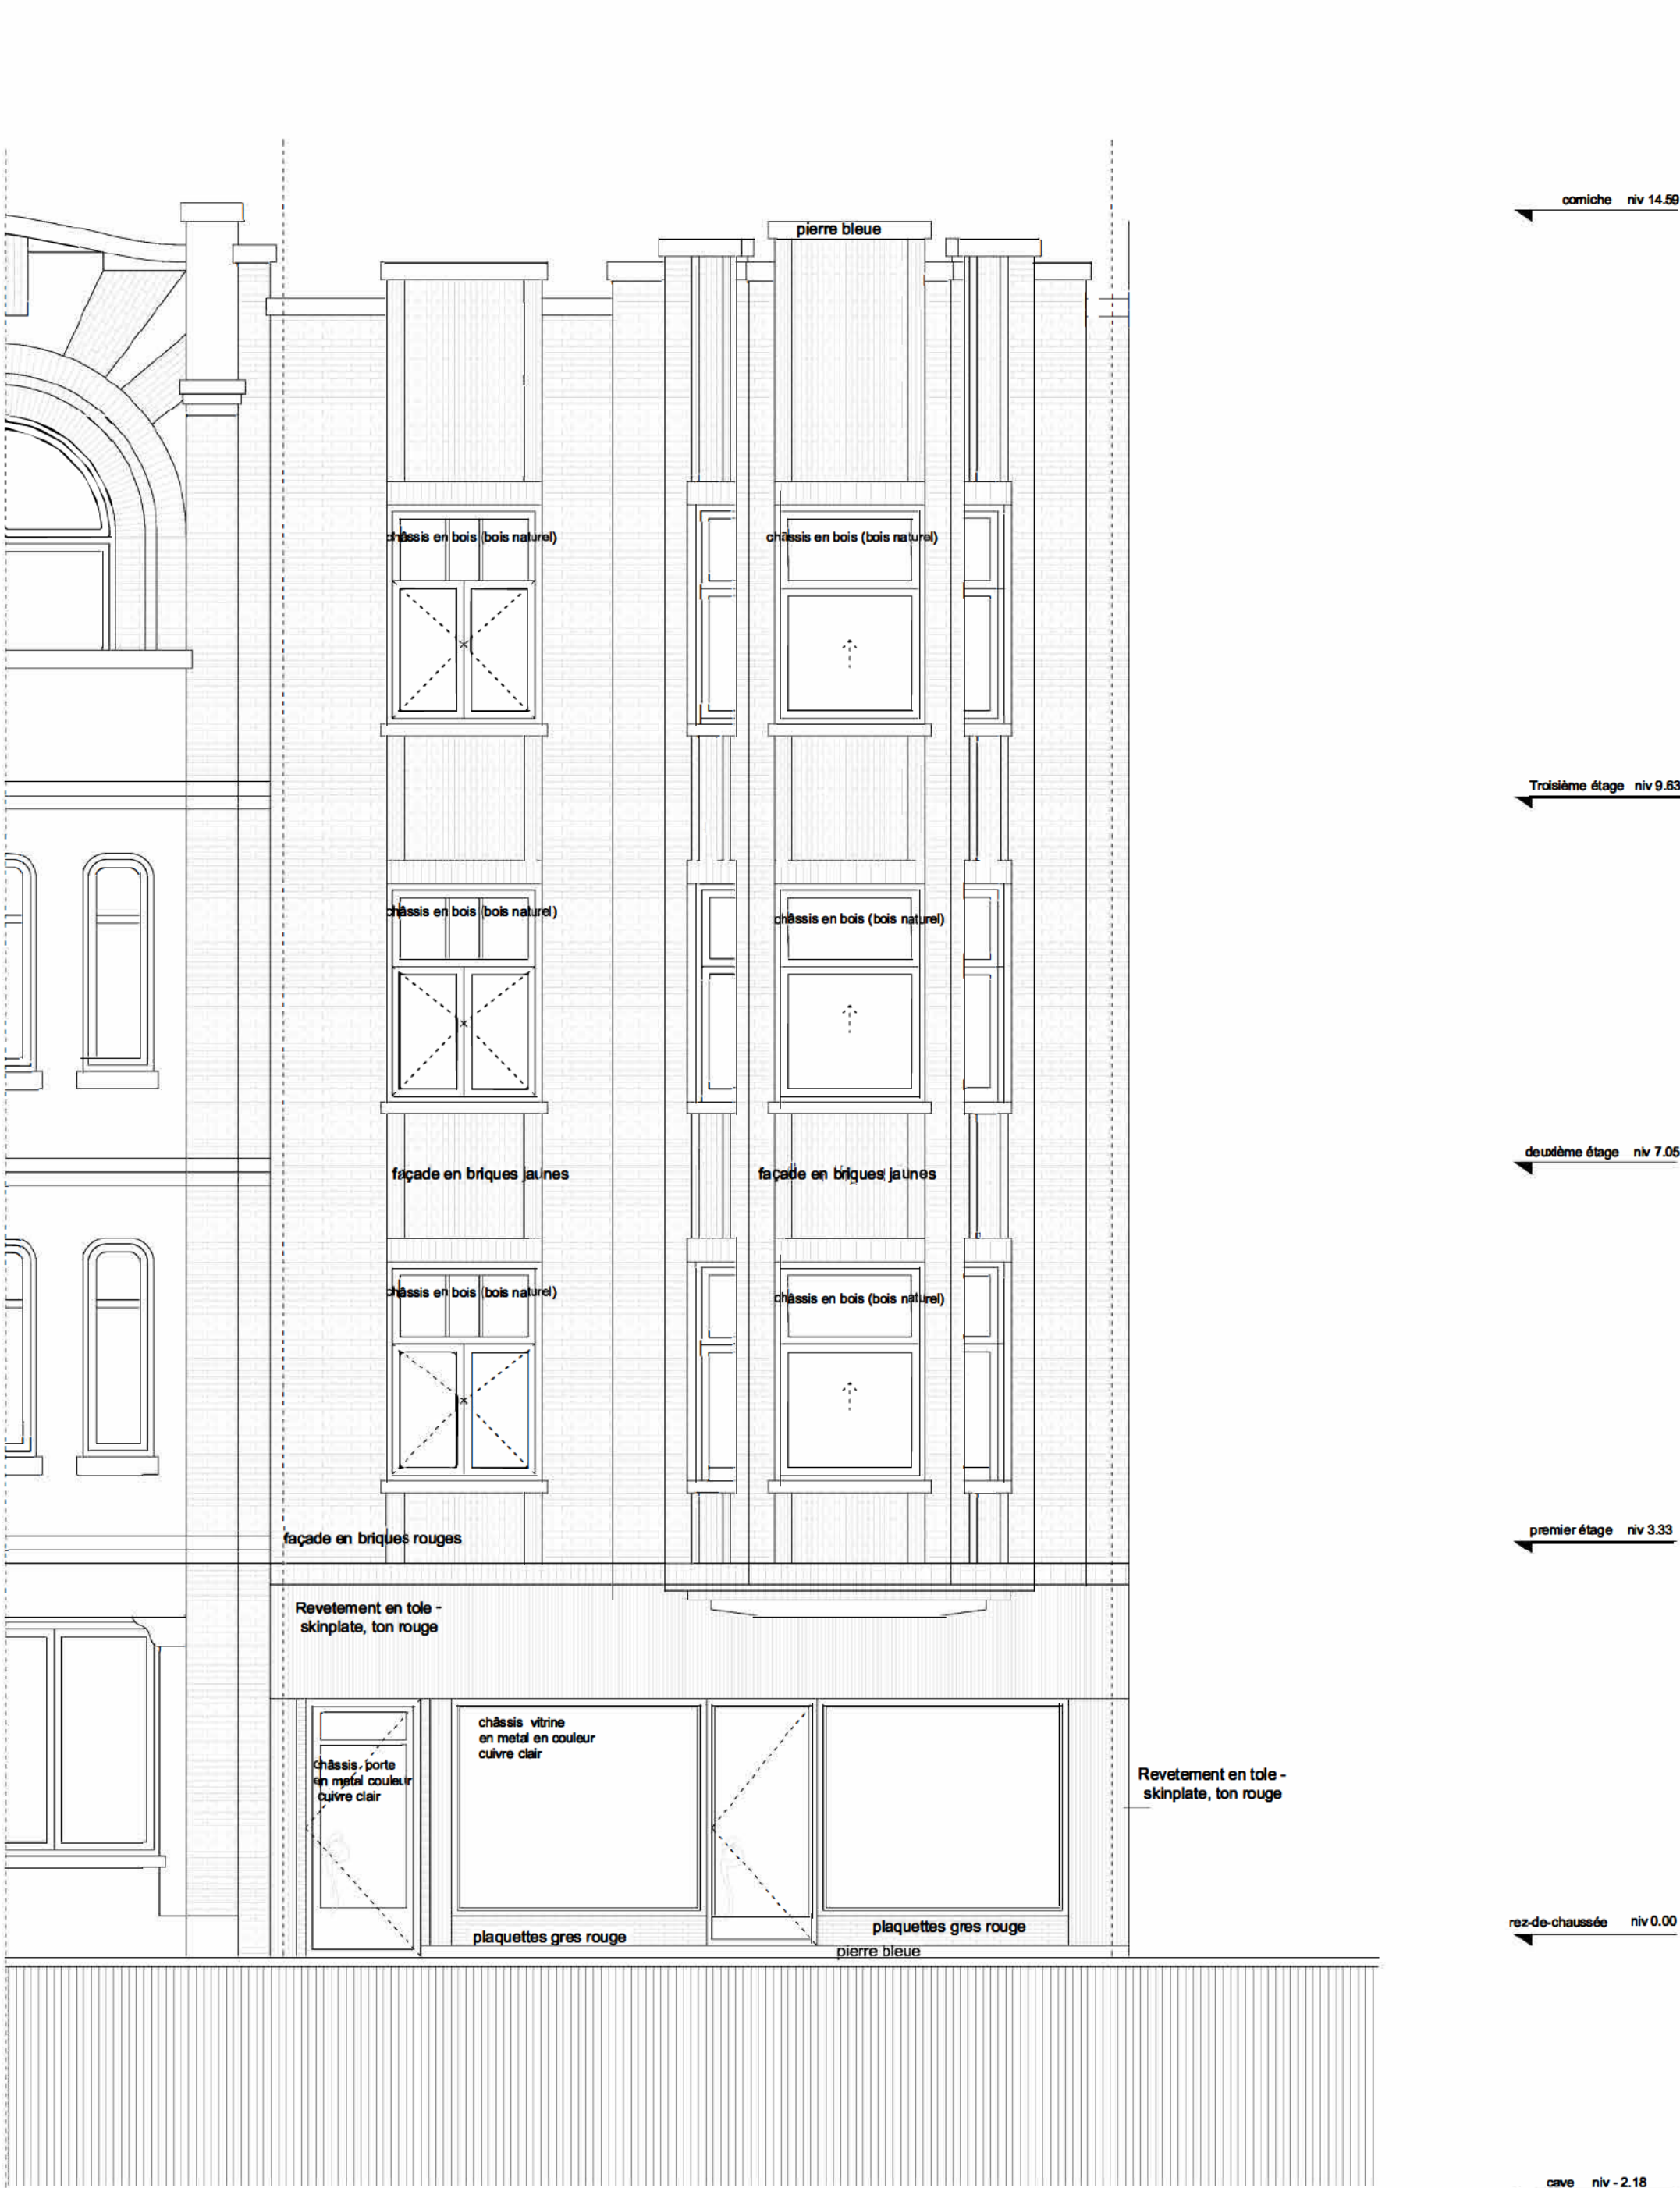 corniche niv 14.59
pierre bleue
châssis en bois (bois naturel)
châssis en bois (bois naturel)
Troisième étage niv 9.63
châssis en bois (bois naturel)
châssis en bois (bois naturel)
deuxième étage niv 7.05
façade en briques jaunes
façade en briques jaunes
châssis en bois (bois naturel)
châssis en bois (bois naturel)
premier étage niv 3.33
façade en briques rouges
Revetement en tole -
skinplate, ton rouge
châssis vitrine
en metal en couleur
cuivre clair
châssis porte
en metal couleur
cuivre clair
Revetement en tole -
skinplate, ton rouge
rez-de-chaussée niv 0.00
plaquettes gres rouge
plaquettes gres rouge
pierre bleue
cave niv - 2.18